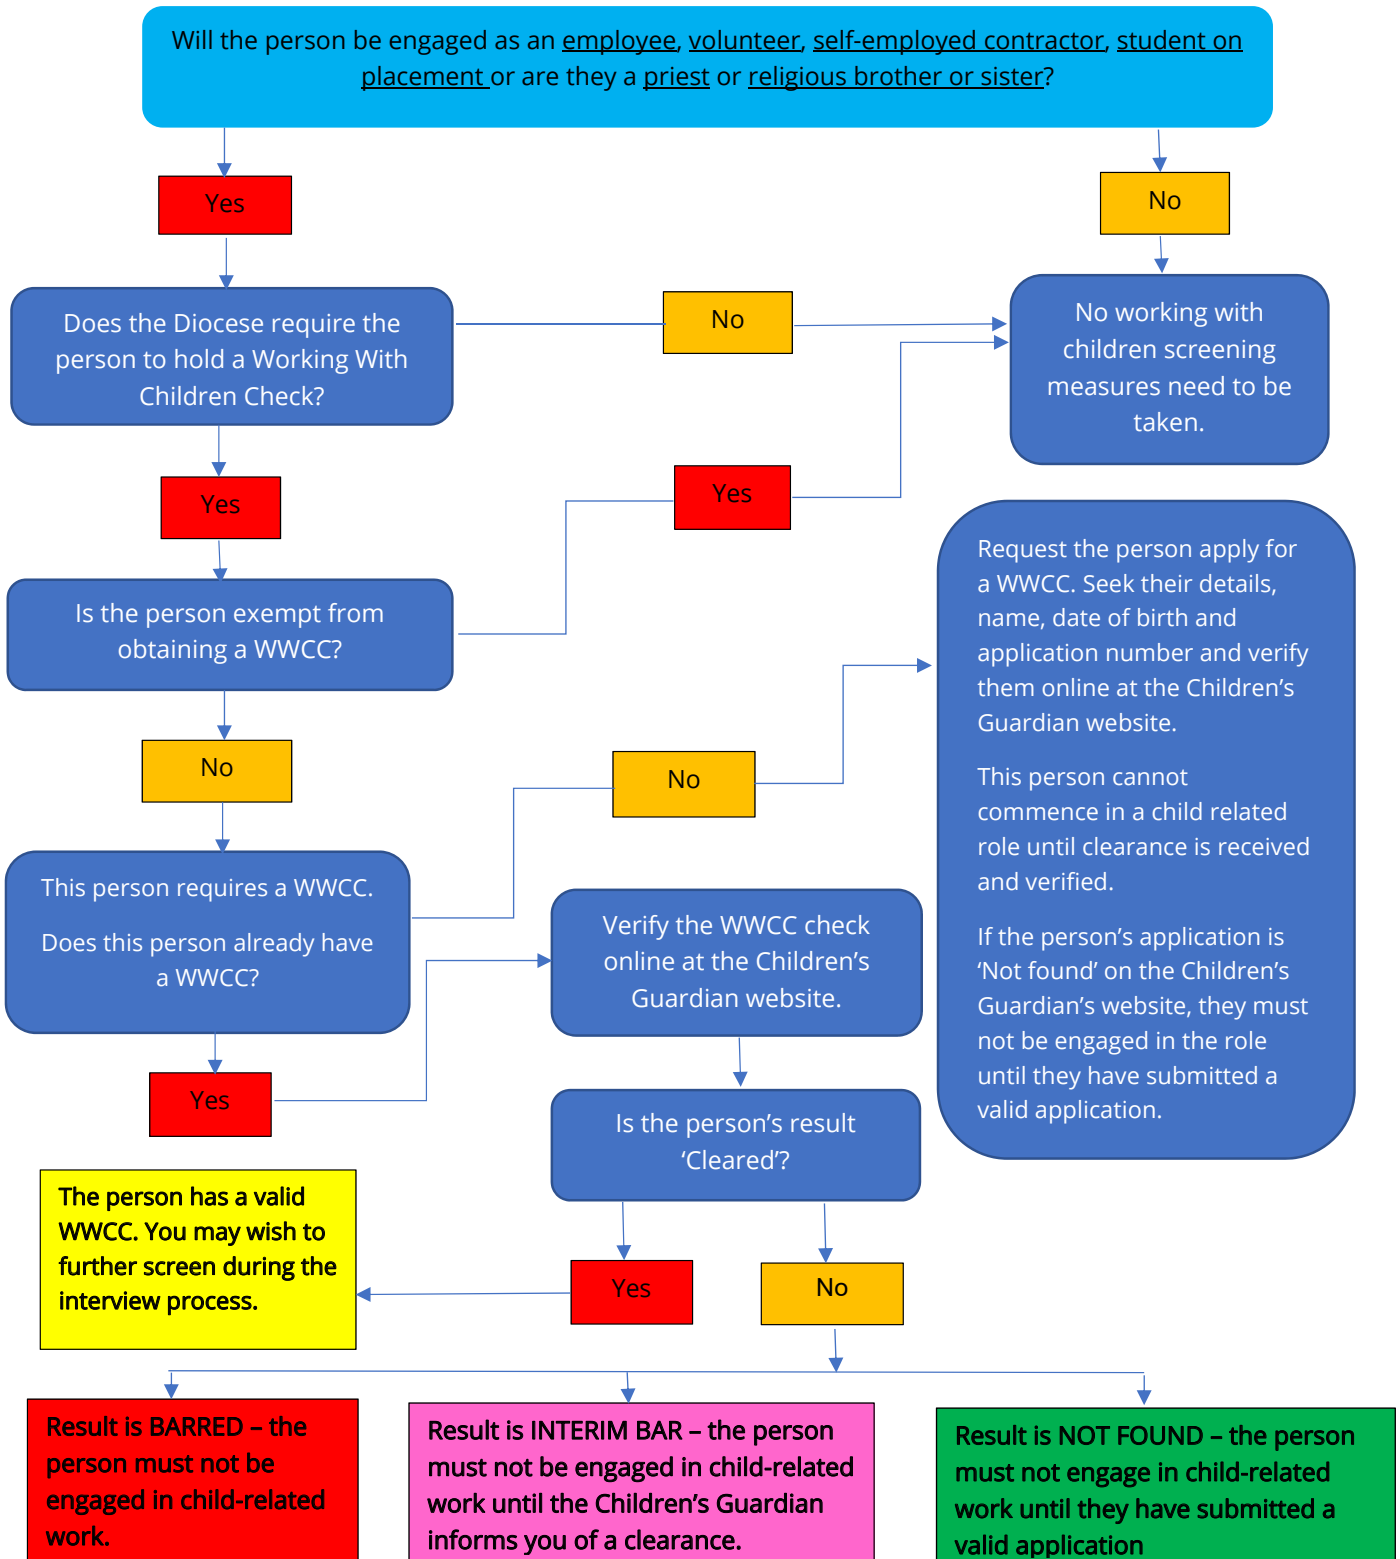 Will the person be engaged as an employee, volunteer, self-employed contractor, student on
placement or are they a priest or religious brother or sister?
Yes
No
Does the Diocese require the
person to hold a Working With
Children Check?
No
No working with
children screening
measures need to be
taken.
Yes
Yes
Is the person exempt from
obtaining a WWCC?
Request the person apply for
a WWCC. Seek their details,
name, date of birth and
application number and verify
them online at the Children’s
Guardian website.
This person cannot
commence in a child related
role until clearance is received
and verified.
If the person’s application is
‘Not found’ on the Children’s
Guardian’s website, they must
not be engaged in the role
until they have submitted a
valid application.
No
No
This person requires a WWCC.
Does this person already have
a WWCC?
Verify the WWCC check
online at the Children’s
Guardian website.
Yes
Is the person’s result
‘Cleared’?
The person has a valid
WWCC. You may wish to
further screen during the
interview process.
Yes
No
Result is BARRED – the
person must not be
engaged in child-related
work.
Result is INTERIM BAR – the person
must not be engaged in child-related
work until the Children’s Guardian
informs you of a clearance.
Result is NOT FOUND – the person
must not engage in child-related
work until they have submitted a
valid application